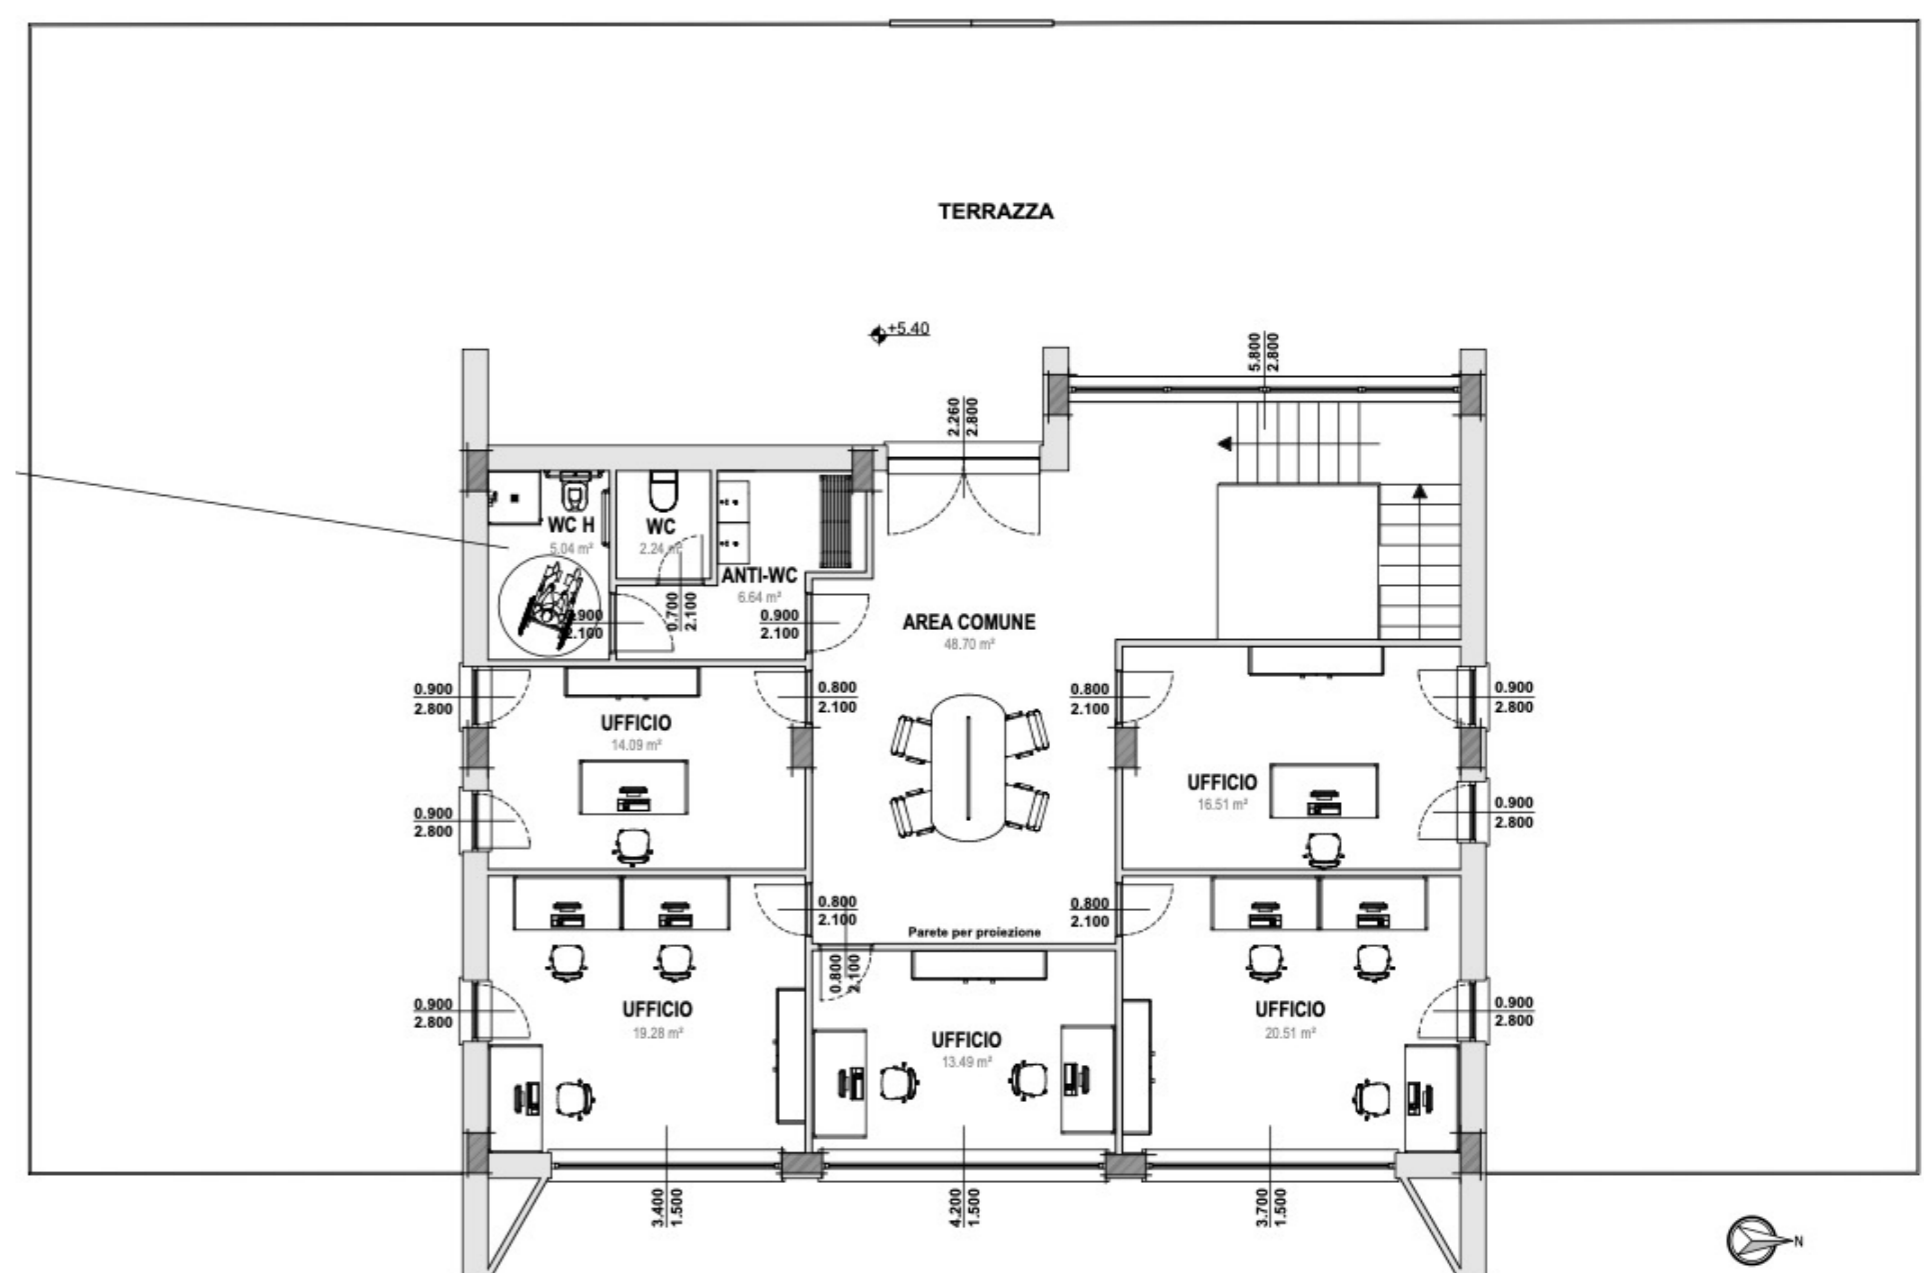 TERRAZZA
+5.40
5.800
2.800
2.260
2.800
WC H
5.04 m²
WC
2.24 m²
ANTI-WC
6.64 m²
0.900
2.100
0.700
2.100
0.900
2.100
AREA COMUNE
48.70 m²
0.900
2.800
0.800
2.100
0.800
2.100
0.900
2.800
UFFICIO
14.09 m²
UFFICIO
16.51 m²
0.900
2.800
0.900
2.800
0.800
2.100
0.800
2.100
Parete per proiezione
0.800
2.100
0.900
2.800
UFFICIO
19.28 m²
UFFICIO
13.49 m²
UFFICIO
20.51 m²
0.900
2.800
3.400
1.500
4.200
1.500
3.700
1.500
N